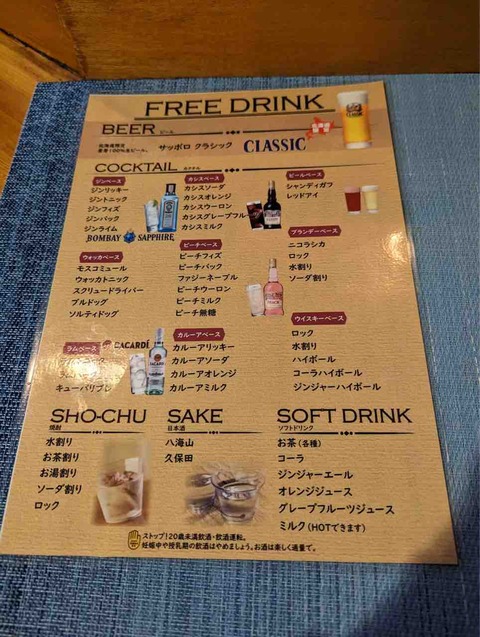 FREE DRINK
BEER ビール
サッポロ クラシック CLASSIC
COCKTAIL カクテル
ジンベース
ジンリッキー
ジントニック
ジンフィズ
ジンバック
ジンライム
BOMBAY SAPPHIRE
カシスベース
カシスソーダ
カシスオレンジ
カシスウーロン
カシスグレープフルーツ
カシスミルク
ビールベース
シャンディガフ
レッドアイ
ウォッカベース
モスコミュール
ウォッカトニック
スクリュードライバー
ブルドッグ
ソルティドッグ
ピーチベース
ピーチフィズ
ピーチバック
ファジーネーブル
ピーチウーロン
ピーチミルク
ピーチ無糖
ブランデーベース
ニコラシカ
ロック
水割り
ソーダ割り
ラムベース
BACARDÍ
キューバリブレ
カルーアベース
カルーアリッキー
カルーアソーダ
カルーアオレンジ
カルーアミルク
ウイスキーベース
ロック
水割り
ハイボール
コーラハイボール
ジンジャーハイボール
SHO-CHU
焼酎
水割り
お茶割り
お湯割り
ソーダ割り
ロック
SAKE
日本酒
八海山
久保田
SOFT DRINK
ソフトドリンク
お茶(各種)
コーラ
ジンジャーエール
オレンジジュース
グレープフルーツジュース
ミルク(HOTできます)
ストップ!20歳未満飲酒・飲酒運転。
妊娠中や授乳期の飲酒はやめましょう。お酒は楽しく適量で。